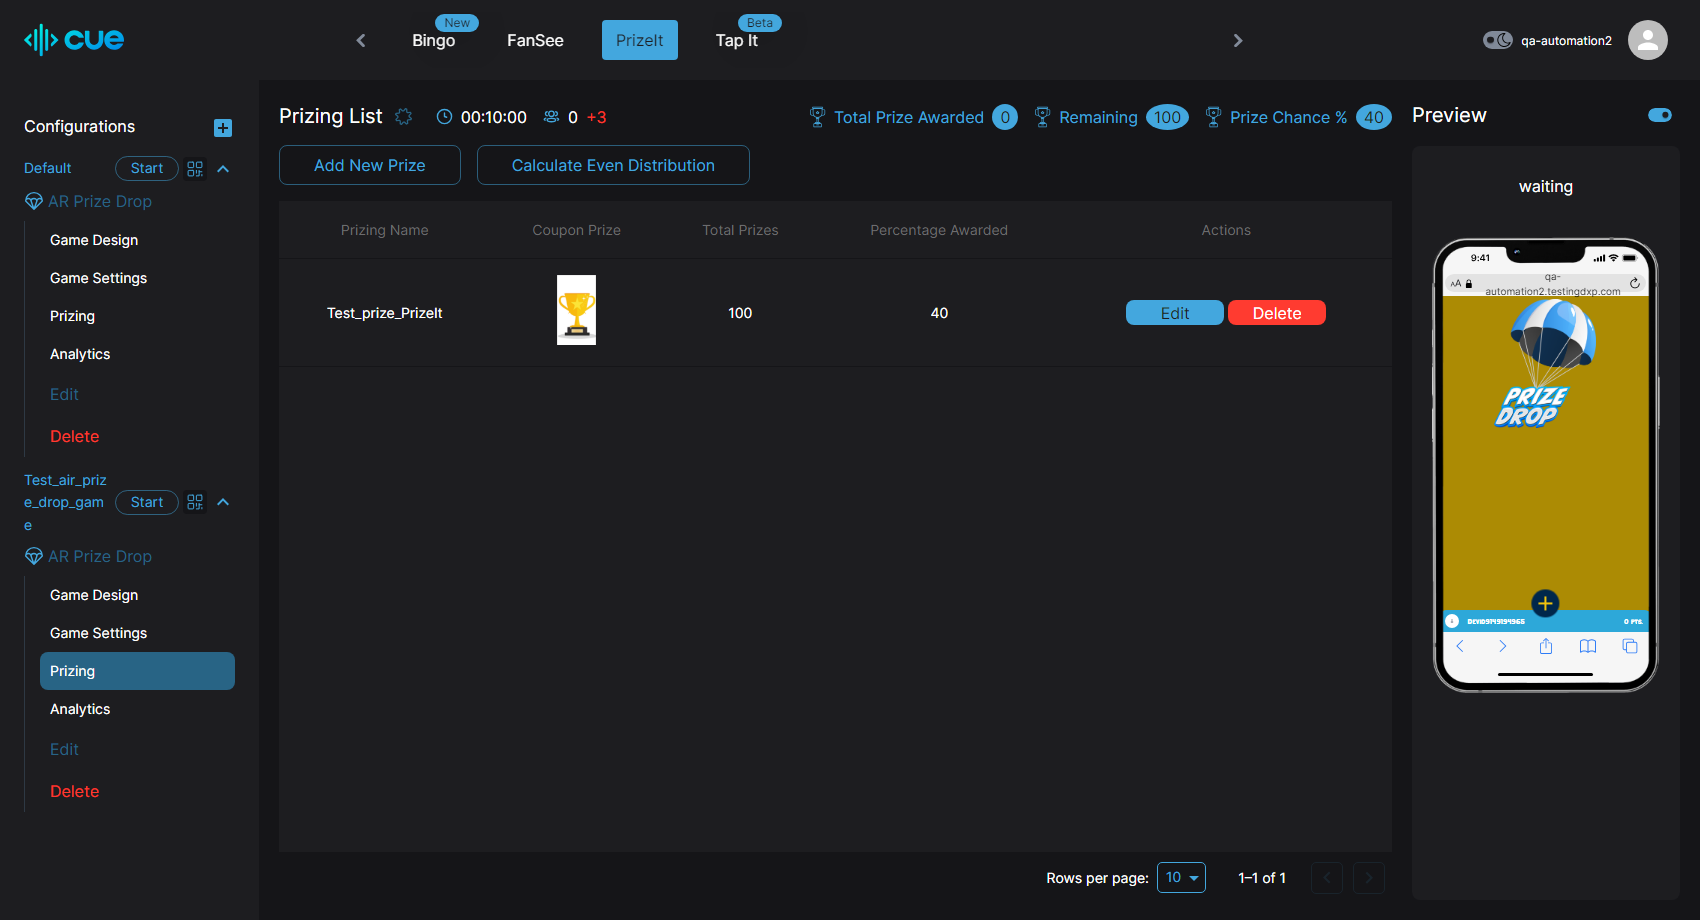 cue
New
Bingo
FanSee
PrizeIt
Beta
Tap It
qa-automation2
Configurations
Default
Start
AR Prize Drop
Game Design
Game Settings
Prizing
Analytics
Edit
Delete
Test_air_priz
e_drop_gam
e
Start
AR Prize Drop
Game Design
Game Settings
Prizing
Analytics
Edit
Delete
Prizing List
00:10:00
0 +3
Total Prize Awarded 0
Remaining 100
Prize Chance % 40
Add New Prize
Calculate Even Distribution
Prizing Name Coupon Prize Total Prizes Percentage Awarded Actions
Test_prize_PrizeIt 100 40 Edit Delete
Rows per page: 10 1–1 of 1
Preview
waiting
9:41
AA
qa-
automation2.testingdxp.com
PRIZE
DROP
0 PTS.